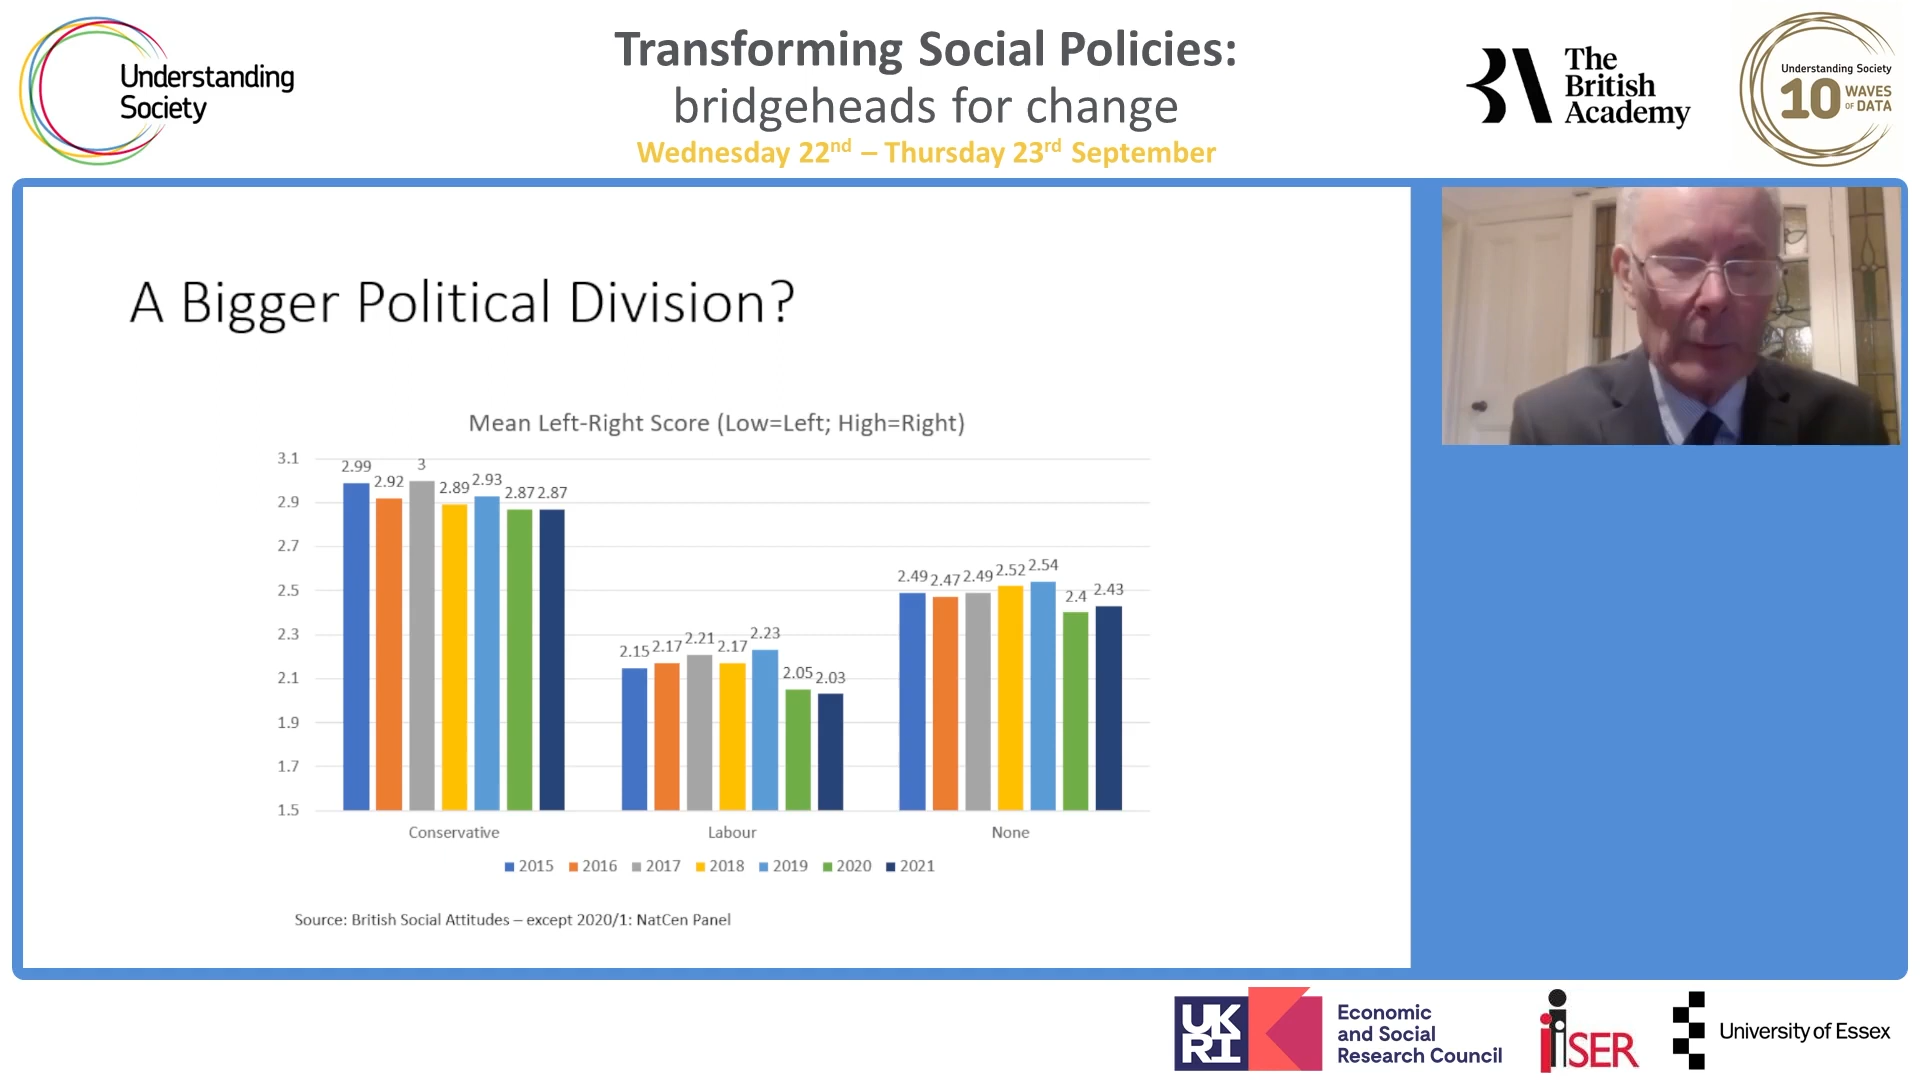 Understanding
Society
Transforming Social Policies:
bridgeheads for change
Wednesday 22nd – Thursday 23rd September
The
British
Academy
Understanding Society
10 WAVES
OF DATA
A Bigger Political Division?
Mean Left-Right Score (Low=Left; High=Right)
3.1
2.9
2.7
2.5
2.3
2.1
1.9
1.7
1.5
2.99 2.92 3 2.89 2.93 2.87 2.87
2.15 2.17 2.21 2.17 2.23 2.05 2.03
2.49 2.47 2.49 2.52 2.54 2.4 2.43
Conservative Labour None
2015 2016 2017 2018 2019 2020 2021
Source: British Social Attitudes – except 2020/1: NatCen Panel
UK
RI
Economic
and Social
Research Council
iSER
University of Essex